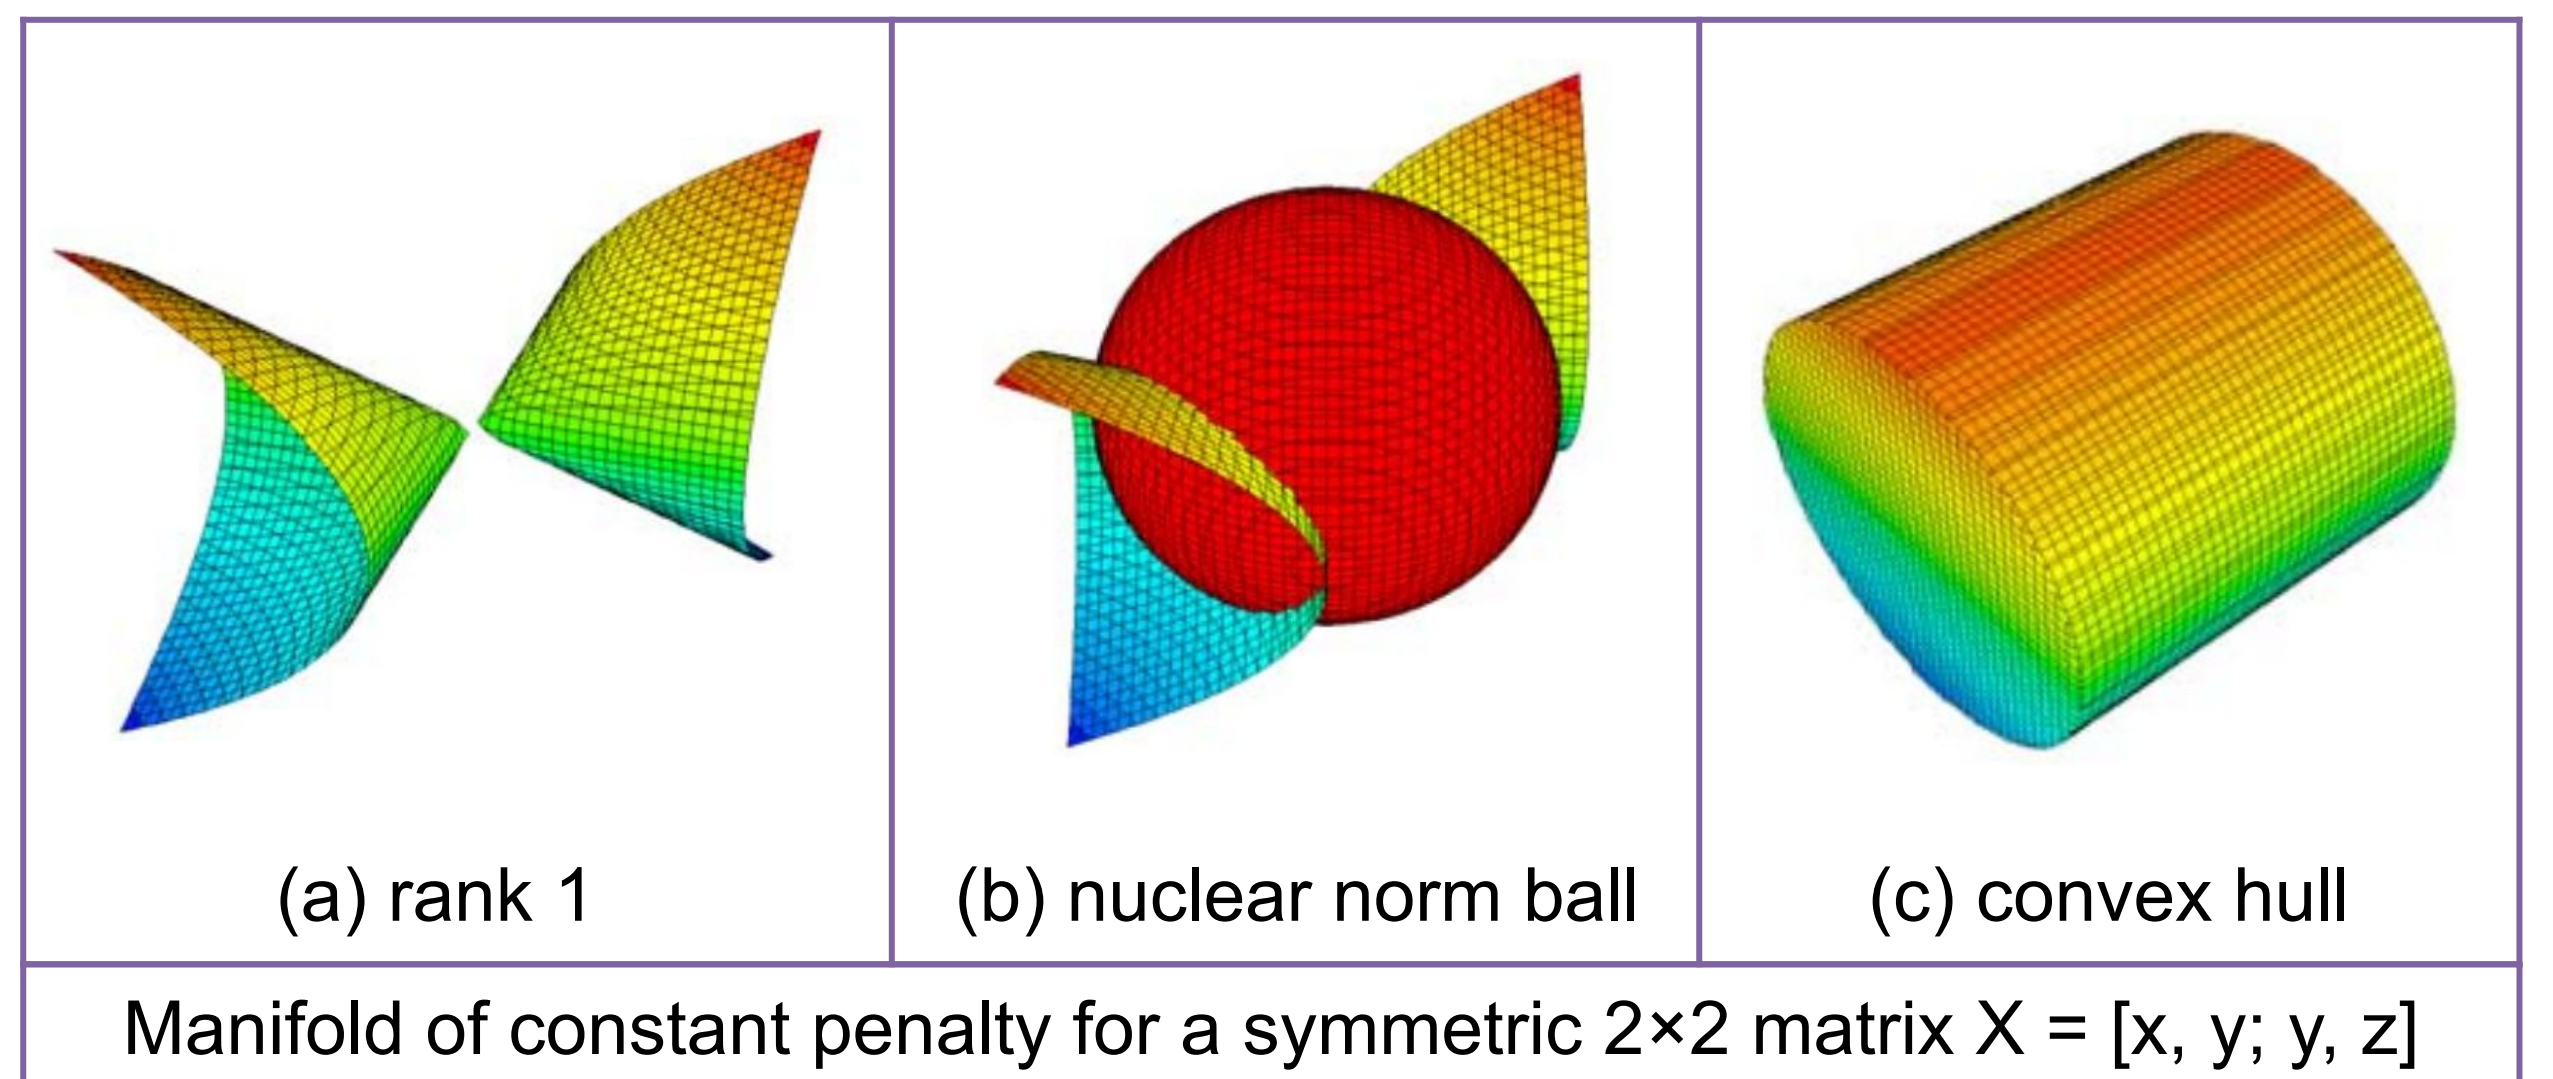 (a) rank 1
(b) nuclear norm ball
(c) convex hull
Manifold of constant penalty for a symmetric 2×2 matrix X = [x, y; y, z]